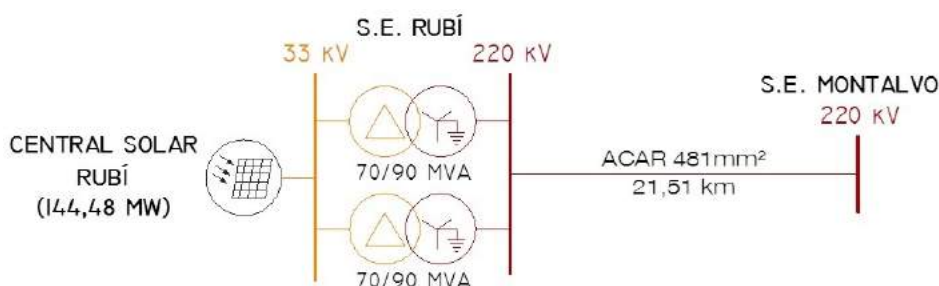 S.E. RUBÍ
33 KV
220 KV
S.E. MONTALVO
220 KV
CENTRAL SOLAR
RUBÍ
(144,48 MW)
70/90 MVA
ACAR 481mm²
21,51 km
70/90 MVA